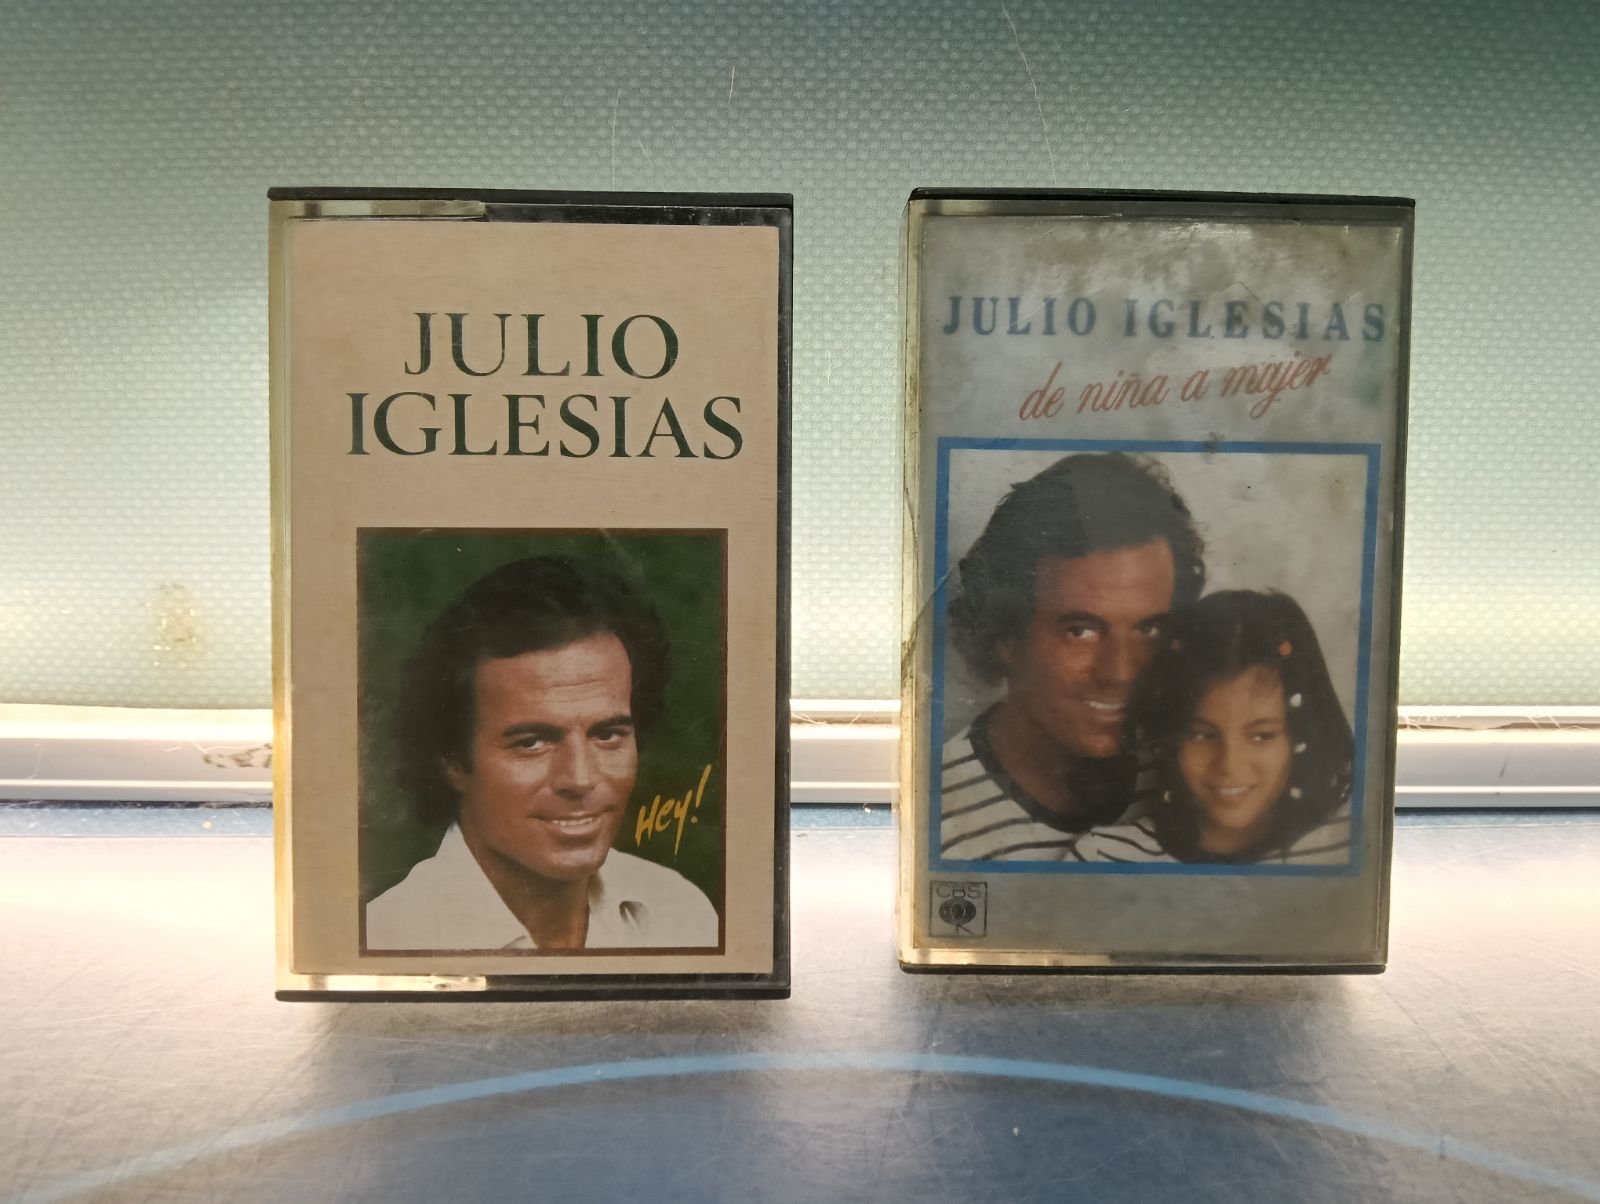 JULIO
IGLESIAS
Hey!
JULIO IGLESIAS
de niña a mujer
CBS